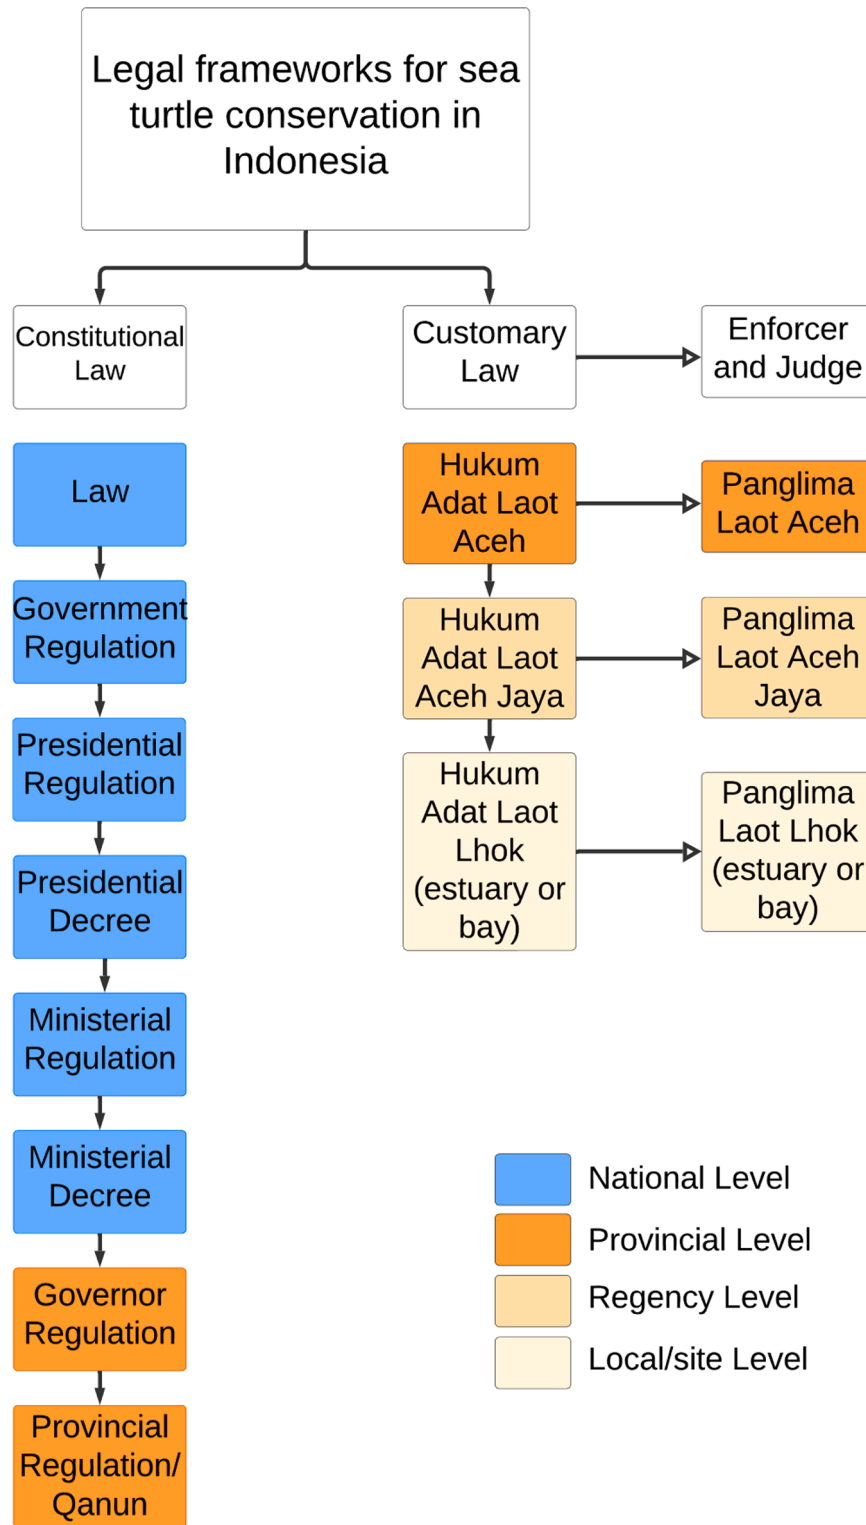 Legal frameworks for sea
turtle conservation in
Indonesia
Constitutional
Law
Customary
Law
Enforcer
and Judge
Law
Hukum
Adat Laot
Aceh
Panglima
Laot Aceh
Government
Regulation
Hukum
Adat Laot
Aceh Jaya
Panglima
Laot Aceh
Jaya
Presidential
Regulation
Hukum
Adat Laot
Lhok
(estuary or
bay)
Panglima
Laot Lhok
(estuary or
bay)
Presidential
Decree
Ministerial
Regulation
Ministerial
Decree
Governor
Regulation
Provincial
Regulation/
Qanun
National Level
Provincial Level
Regency Level
Local/site Level